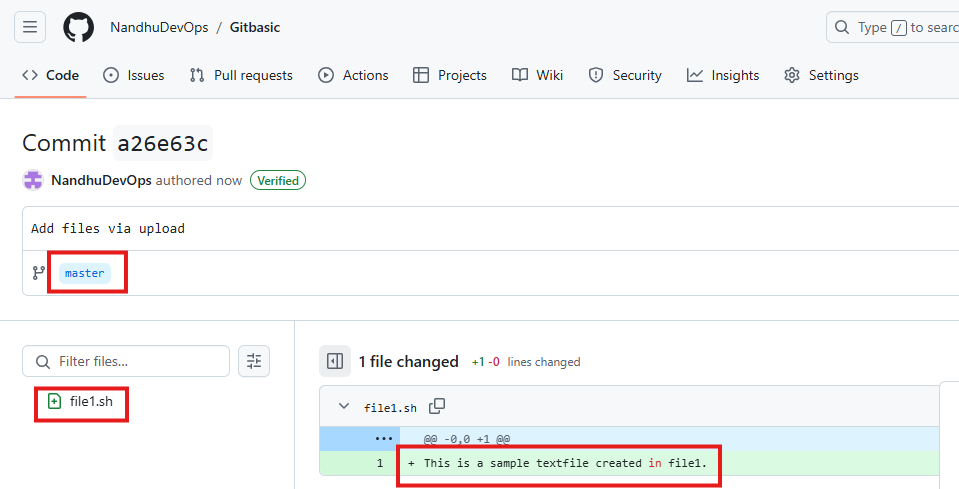 NandhuDevOps / Gitbasic
Type / to searc
Code Issues Pull requests Actions Projects Wiki Security Insights Settings
Commit a26e63c
NandhuDevOps authored now Verified
Add files via upload
master
Filter files...
1 file changed +1 -0 lines changed
file1.sh
file1.sh
@@ -0,0 +1 @@
1 + This is a sample textfile created in file1.